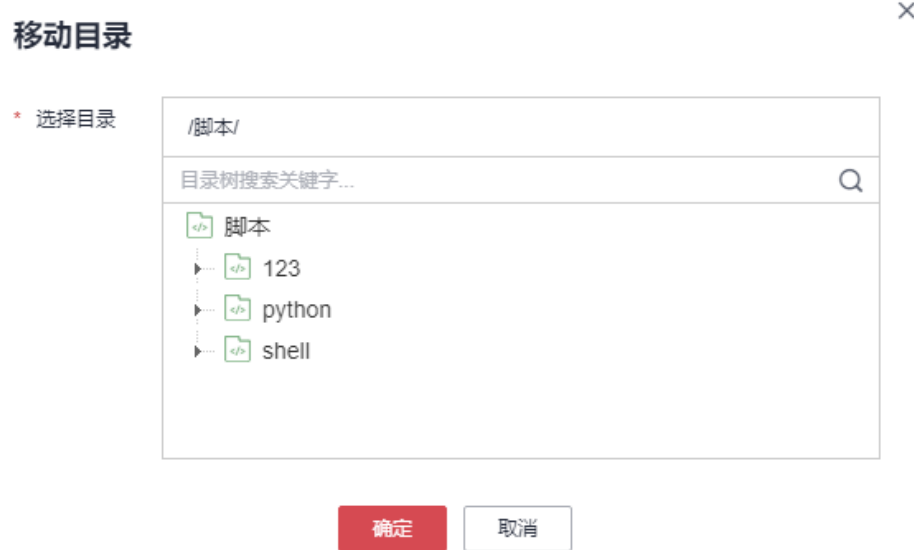 移动目录
* 选择目录
/脚本/
目录树搜索关键字...
脚本
123
python
shell
确定
取消